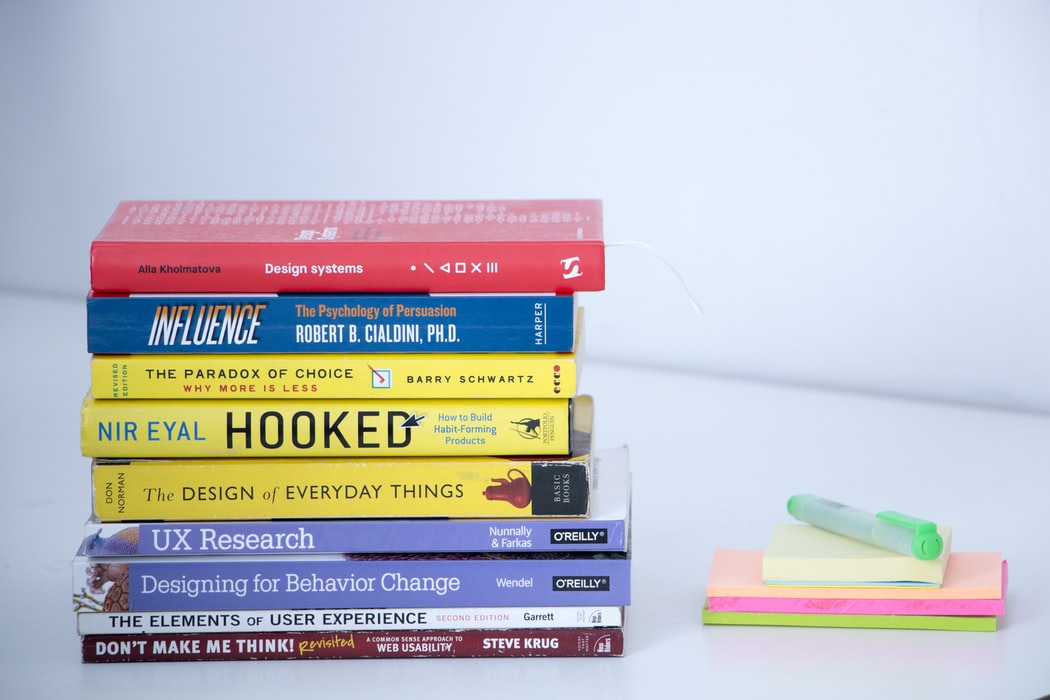 Alla Kholmatova Design systems
INFLUENCE The Psychology of Persuasion
ROBERT B. CIALDINI, PH.D.
HARPER
REVISED EDITION
THE PARADOX OF CHOICE BARRY SCHWARTZ
WHY MORE IS LESS
NIR EYAL HOOKED
How to Build
Habit-Forming
Products
PORTFOLIO
PENGUIN
DON
NORMAN
The DESIGN of EVERYDAY THINGS
BASIC
BOOKS
UX Research
Nunnally
& Farkas
O'REILLY®
Designing for Behavior Change Wendel O'REILLY®
THE ELEMENTS OF USER EXPERIENCE SECOND EDITION Garrett
DON'T MAKE ME THINK! Revisited
A COMMON SENSE APPROACH TO
WEB USABILITY
STEVE KRUG